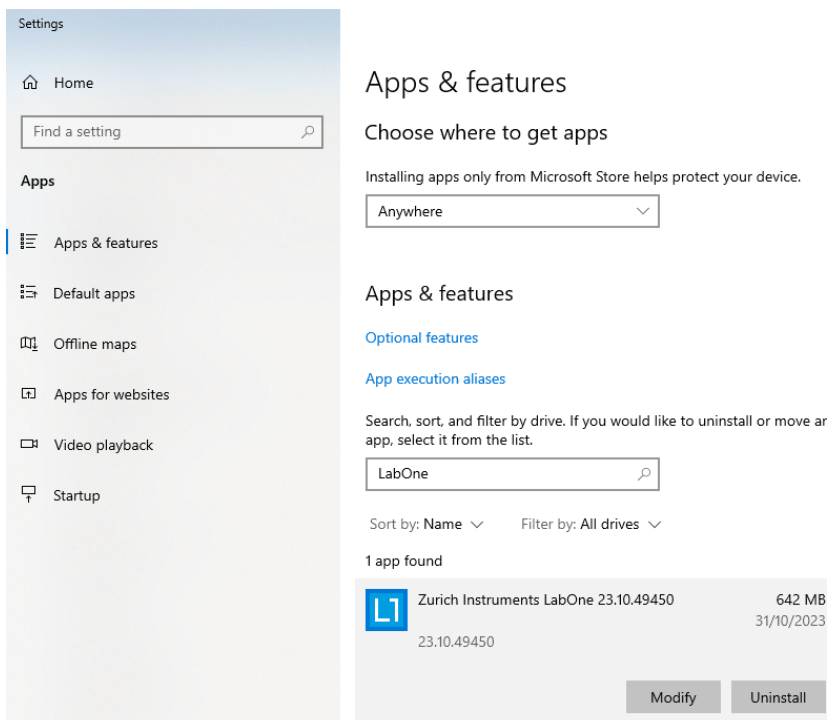 Settings
Home
Find a setting
Apps
Apps & features
Default apps
Offline maps
Apps for websites
Video playback
Startup
Apps & features
Choose where to get apps
Installing apps only from Microsoft Store helps protect your device.
Anywhere
Apps & features
Optional features
App execution aliases
Search, sort, and filter by drive. If you would like to uninstall or move an
app, select it from the list.
LabOne
Sort by: Name Filter by: All drives
1 app found
L1
Zurich Instruments LabOne 23.10.49450 642 MB
31/10/2023
23.10.49450
Modify Uninstall